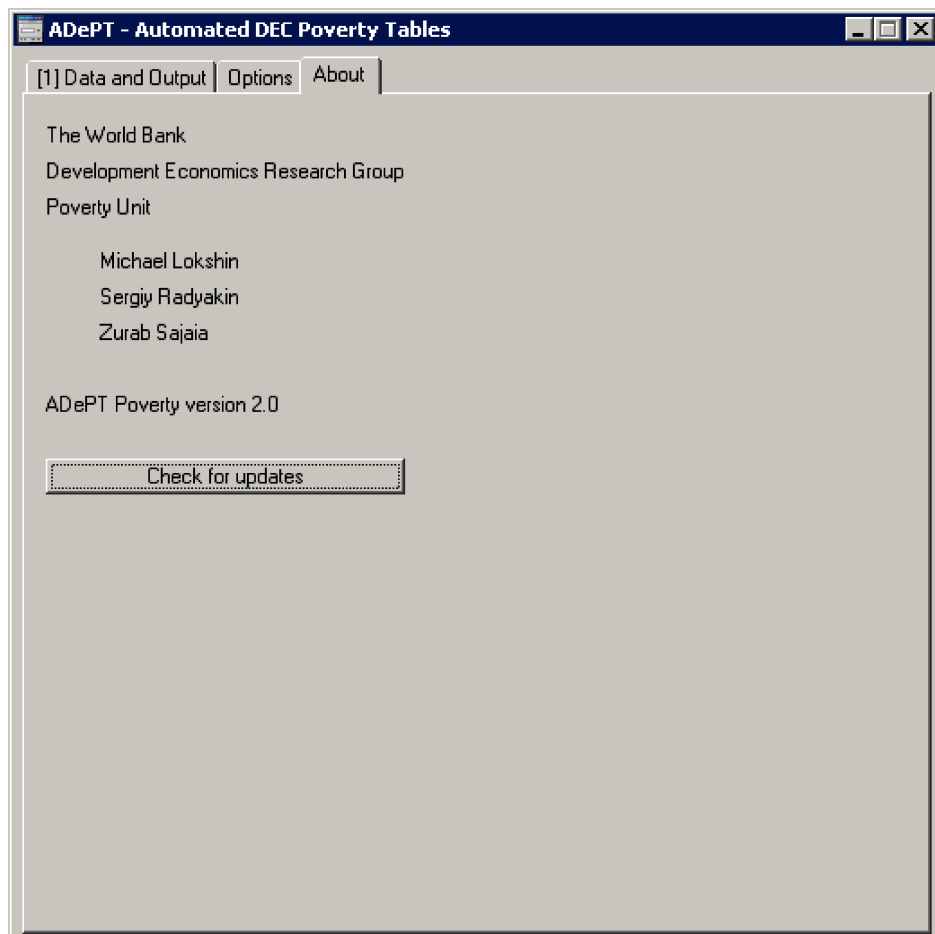 ADePT - Automated DEC Poverty Tables
[1] Data and Output Options About
The World Bank
Development Economics Research Group
Poverty Unit
Michael Lokshin
Sergiy Radyakin
Zurab Sajaia
ADePT Poverty version 2.0
Check for updates